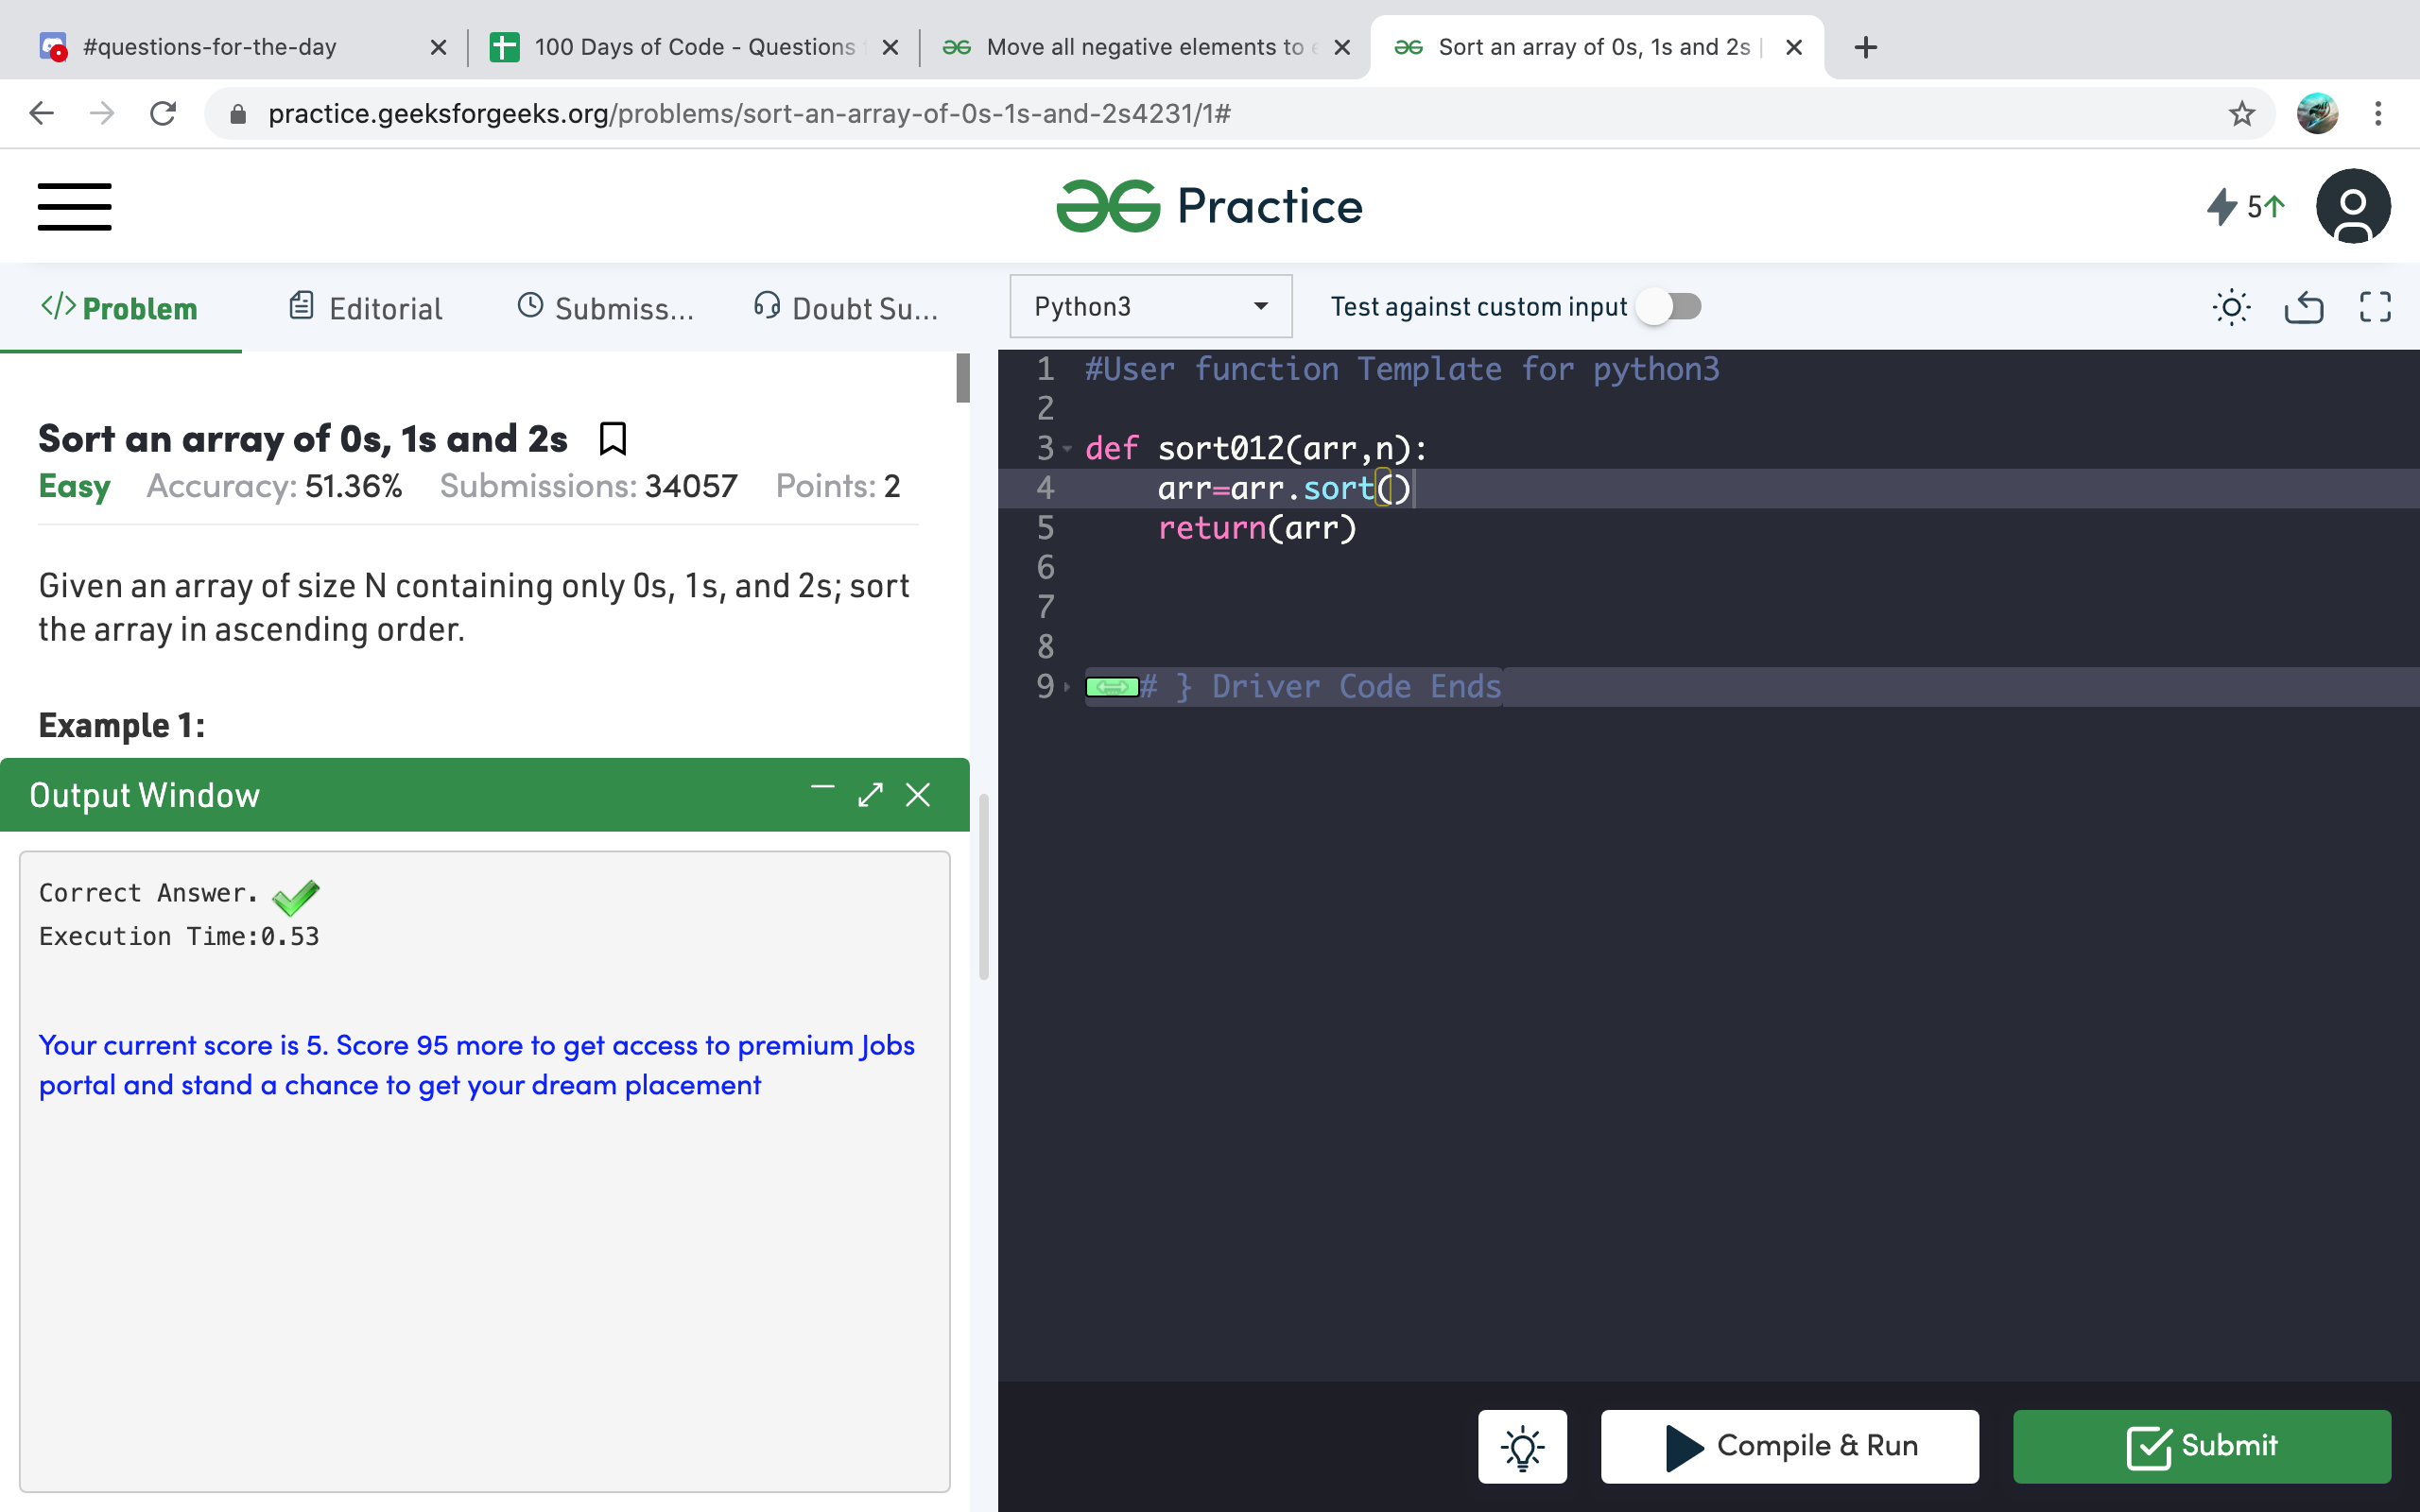 #questions-for-the-day
100 Days of Code - Questions
Move all negative elements to e
Sort an array of 0s, 1s and 2s |
practice.geeksforgeeks.org/problems/sort-an-array-of-0s-1s-and-2s4231/1#
Practice
5
</> Problem
Editorial
Submiss...
Doubt Su...
Python3
Test against custom input
Sort an array of 0s, 1s and 2s
Easy Accuracy: 51.36% Submissions: 34057 Points: 2
Given an array of size N containing only 0s, 1s, and 2s; sort
the array in ascending order.
Example 1:
Output Window
Correct Answer.
Execution Time:0.53
Your current score is 5. Score 95 more to get access to premium Jobs
portal and stand a chance to get your dream placement
1 #User function Template for python3
2
3 def sort012(arr,n):
4 arr=arr.sort()
5 return(arr)
6
7
8
9 # } Driver Code Ends
Compile & Run
Submit